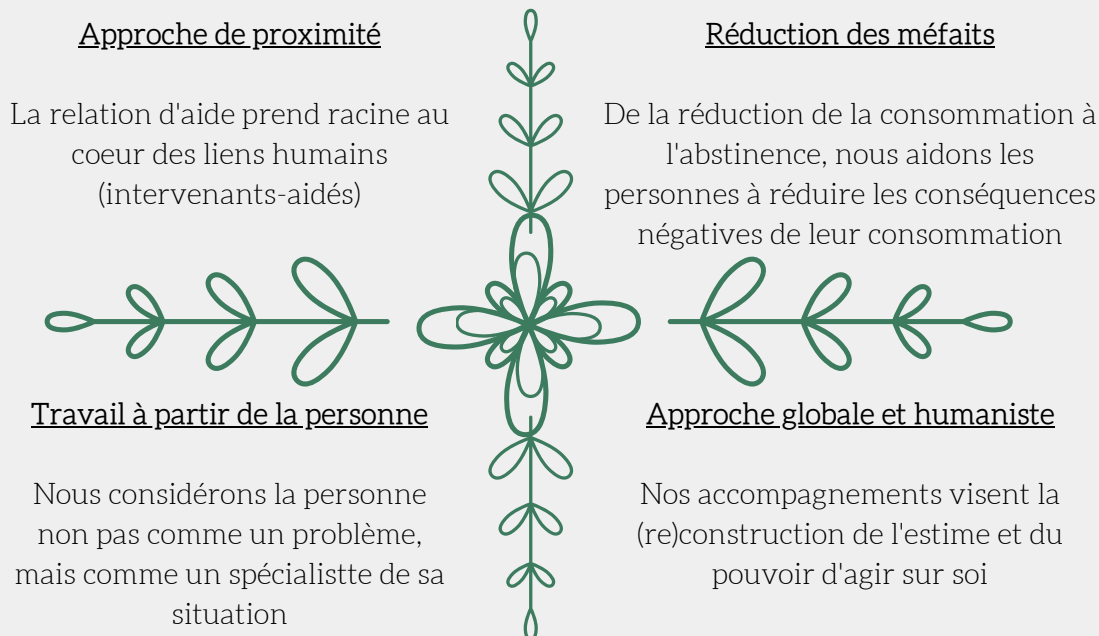 Approche de proximité
La relation d'aide prend racine au
coeur des liens humains
(intervenants-aidés)
Réduction des méfaits
De la réduction de la consommation à
l'abstinence, nous aidons les
personnes à réduire les conséquences
négatives de leur consommation
Travail à partir de la personne
Nous considérons la personne
non pas comme un problème,
mais comme un spécialistte de sa
situation
Approche globale et humaniste
Nos accompagnements visent la
(re)construction de l'estime et du
pouvoir d'agir sur soi